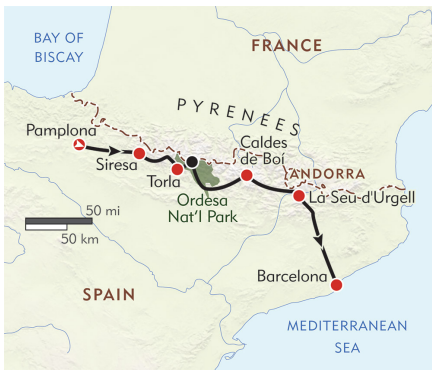 BAY OF
BISCAY
FRANCE
PYRENEES
Pamplona
Siresa
Torla
Caldes
de Boí
ANDORRA
La Seu d'Urgell
Ordesa
Nat'l Park
50 mi
50 km
Barcelona
SPAIN
MEDITERRANEAN
SEA